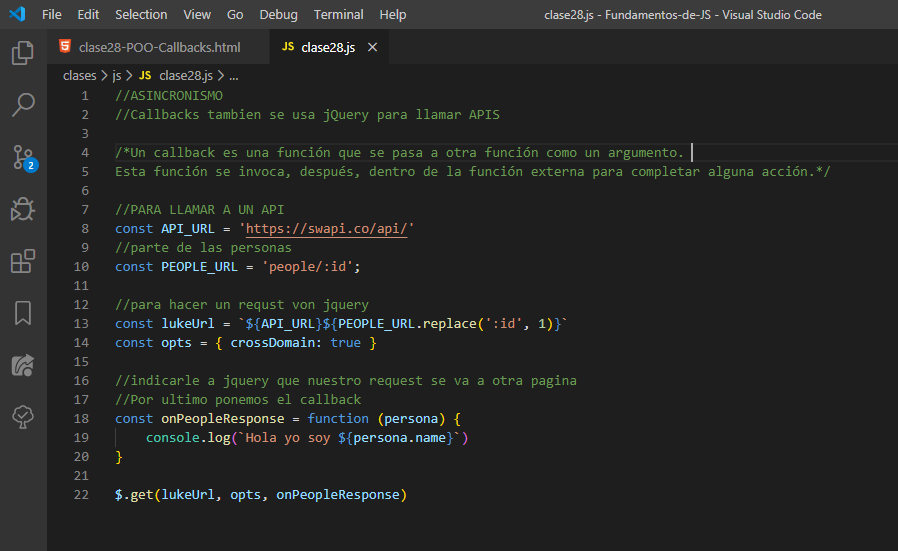 File Edit Selection View Go Debug Terminal Help clase28.js - Fundamentos-de-JS - Visual Studio Code
clase28-POO-Callbacks.html JS clase28.js ×
clases > js > JS clase28.js > ...
1 //ASINCRONISMO
2 //Callbacks tambien se usa jQuery para llamar APIS
3
4 /*Un callback es una función que se pasa a otra función como un argumento.
5 Esta función se invoca, después, dentro de la función externa para completar alguna acción.*/
6
7 //PARA LLAMAR A UN API
8 const API_URL = 'https://swapi.co/api/'
9 //parte de las personas
10 const PEOPLE_URL = 'people/:id';
11
12 //para hacer un requst von jquery
13 const lukeUrl = `${API_URL}${PEOPLE_URL.replace(':id', 1)}`
14 const opts = { crossDomain: true }
15
16 //indicarle a jquery que nuestro request se va a otra pagina
17 //Por ultimo ponemos el callback
18 const onPeopleResponse = function (persona) {
19     console.log(`Hola yo soy ${persona.name}`)
20 }
21
22 $.get(lukeUrl, opts, onPeopleResponse)
2